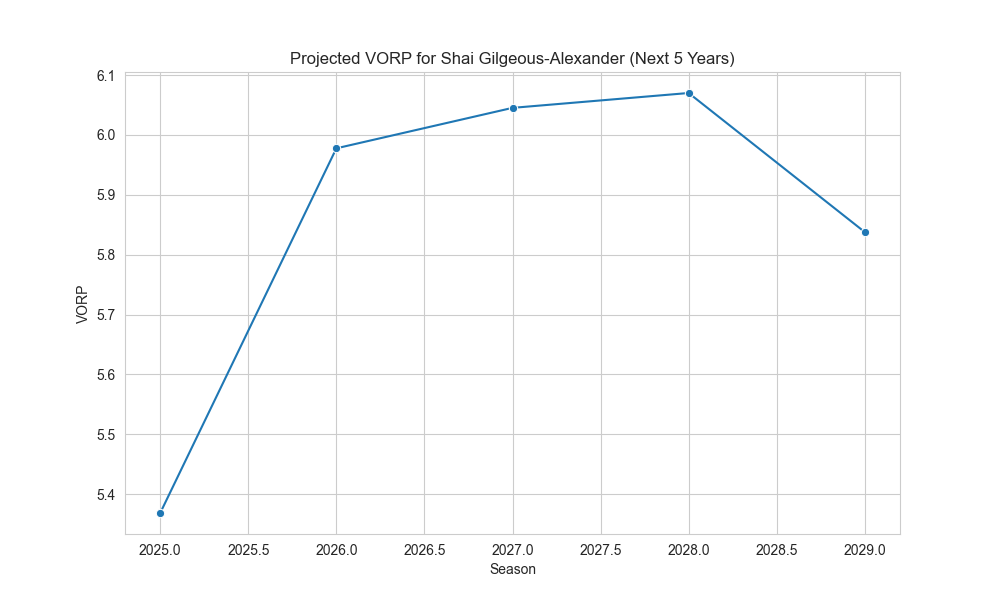 Projected VORP for Shai Gilgeous-Alexander (Next 5 Years)
VORP
6.1
6.0
5.9
5.8
5.7
5.6
5.5
5.4
2025.0 2025.5 2026.0 2026.5 2027.0 2027.5 2028.0 2028.5 2029.0
Season